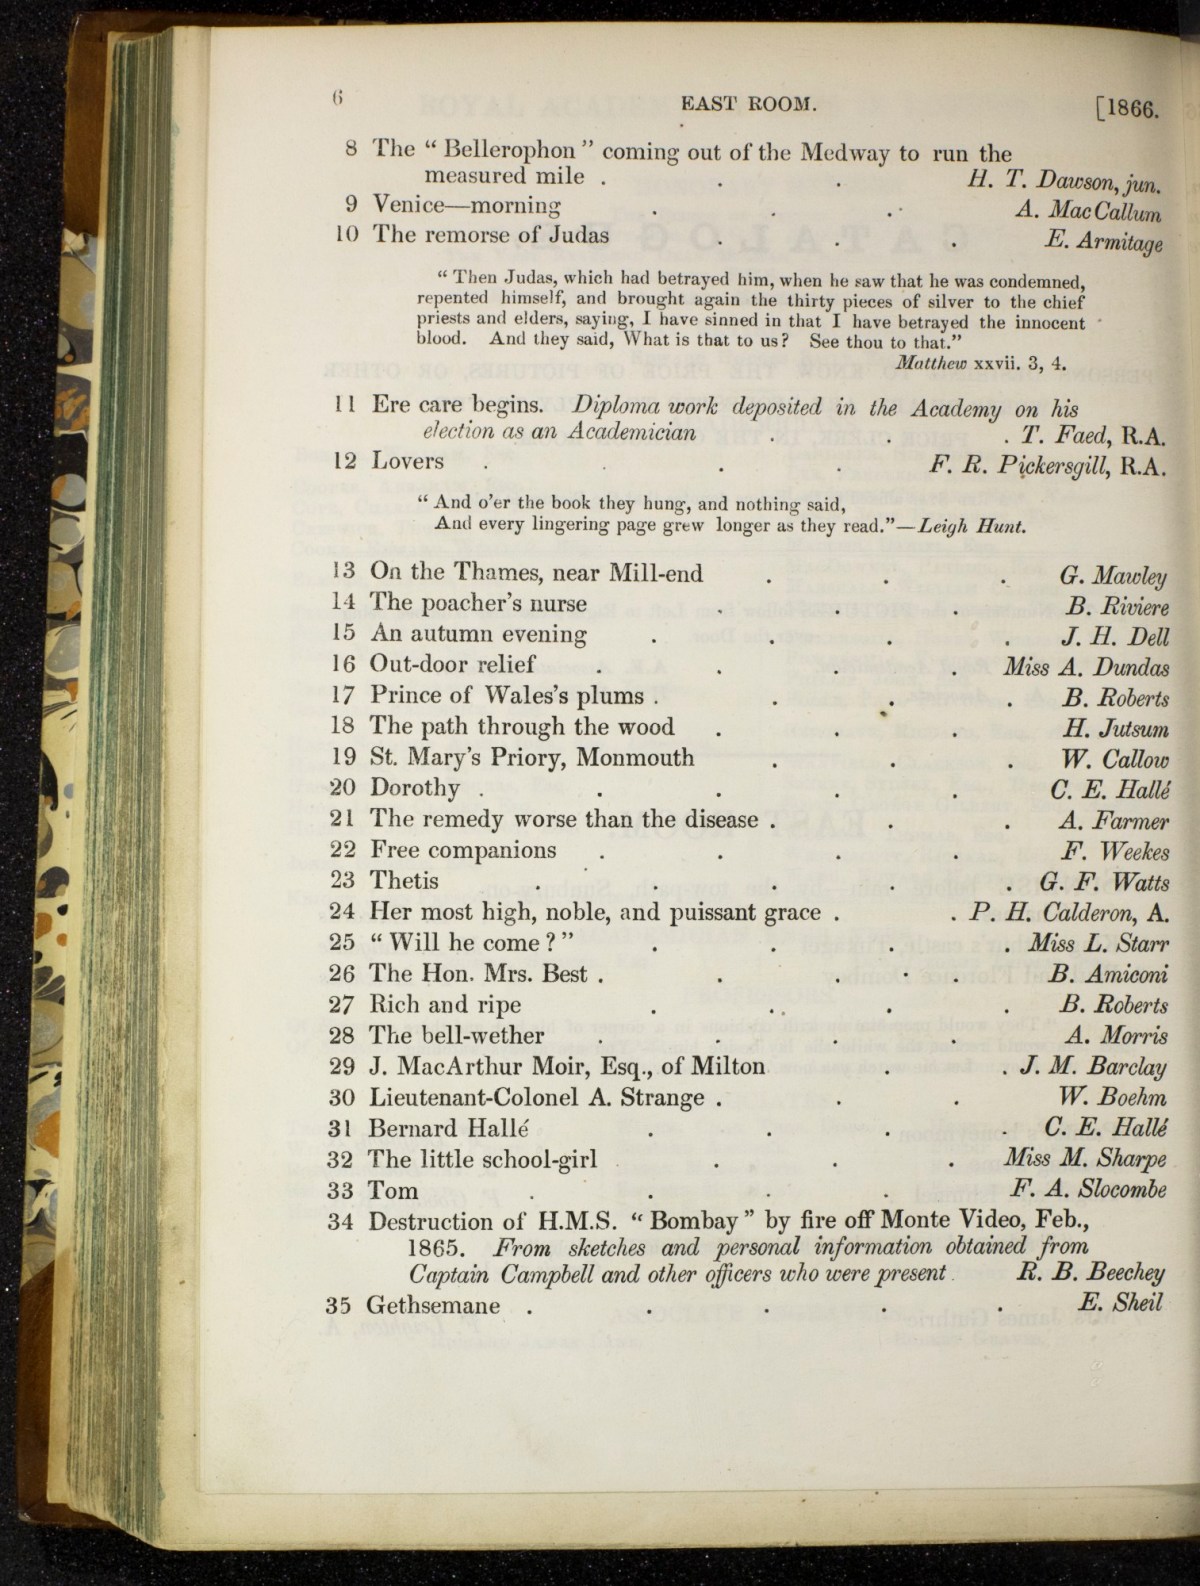 6 EAST ROOM. [1866.
8 The “ Bellerophon ” coming out of the Medway to run the
measured mile . . . H. T. Dawson, jun.
9 Venice—morning . . . A. MacCallum
10 The remorse of Judas . . . E. Armitage
“ Then Judas, which had betrayed him, when he saw that he was condemned,
repented himself, and brought again the thirty pieces of silver to the chief
priests and elders, saying, I have sinned in that I have betrayed the innocent
blood. And they said, What is that to us? See thou to that.”
Matthew xxvii. 3, 4.
11 Ere care begins. Diploma work deposited in the Academy on his
election as an Academician . . . T. Faed, R.A.
12 Lovers . . . . F. R. Pickersgill, R.A.
“ And o’er the book they hung, and nothing said,
And every lingering page grew longer as they read.”—Leigh Hunt.
13 On the Thames, near Mill-end . . . G. Mawley
14 The poacher’s nurse . . . B. Riviere
15 An autumn evening . . . . J. H. Dell
16 Out-door relief . . . . Miss A. Dundas
17 Prince of Wales’s plums . . . . B. Roberts
18 The path through the wood . . . H. Jutsum
19 St. Mary’s Priory, Monmouth . . . W. Callow
20 Dorothy . . . . . C. E. Hallé
21 The remedy worse than the disease . . . A. Farmer
22 Free companions . . . . F. Weekes
23 Thetis . . . . . G. F. Watts
24 Her most high, noble, and puissant grace . . P. H. Calderon, A.
25 “ Will he come ? ” . . . . Miss L. Starr
26 The Hon. Mrs. Best . . . . B. Amiconi
27 Rich and ripe . . . . B. Roberts
28 The bell-wether . . . . A. Morris
29 J. MacArthur Moir, Esq., of Milton . . J. M. Barclay
30 Lieutenant-Colonel A. Strange . . . W. Boehm
31 Bernard Hallé . . . . C. E. Hallé
32 The little school-girl . . . Miss M. Sharpe
33 Tom . . . . F. A. Slocombe
34 Destruction of H.M.S. “ Bombay ” by fire off Monte Video, Feb.,
1865. From sketches and personal information obtained from
Captain Campbell and other officers who were present . R. B. Beechey
35 Gethsemane . . . . . E. Sheil